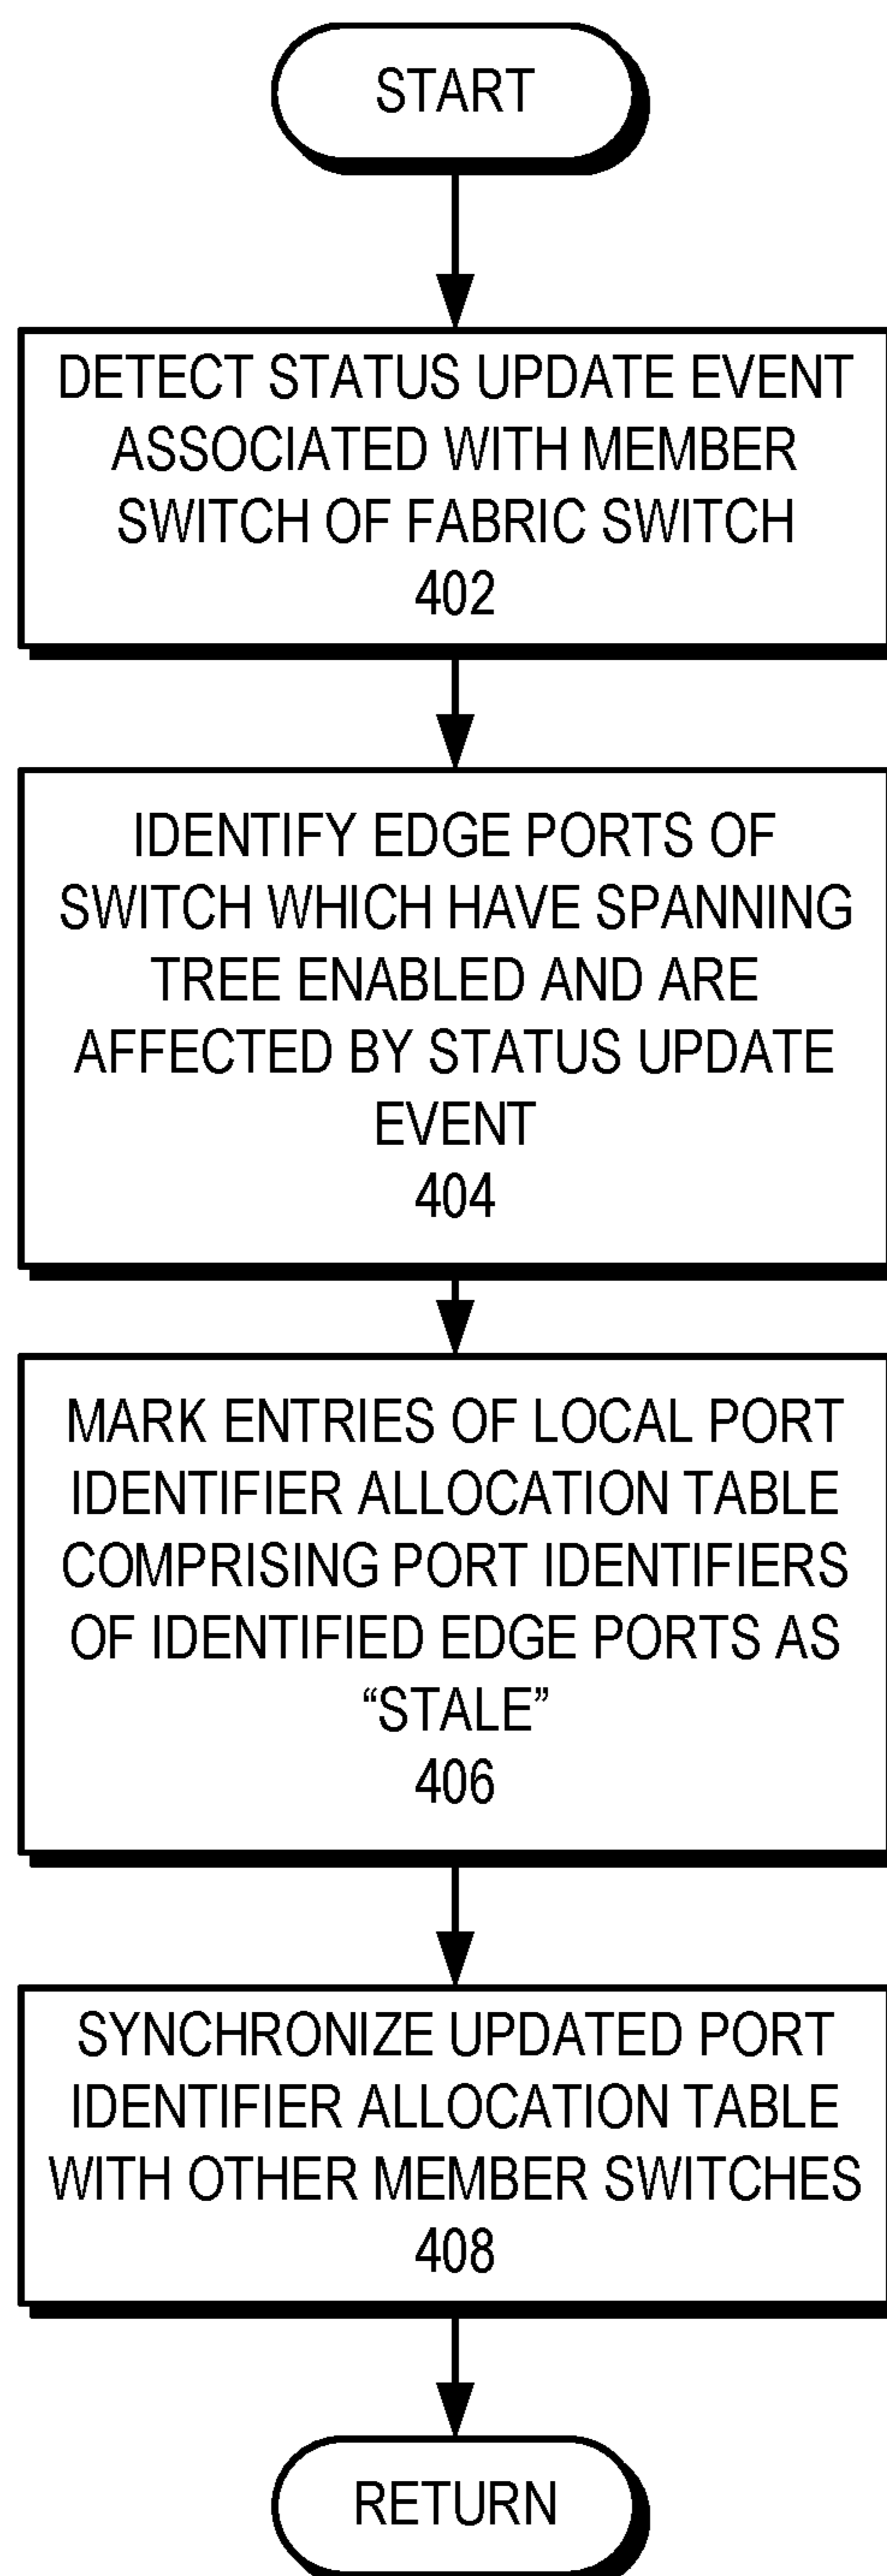 START
DETECT STATUS UPDATE EVENT
ASSOCIATED WITH MEMBER
SWITCH OF FABRIC SWITCH
402
IDENTIFY EDGE PORTS OF
SWITCH WHICH HAVE SPANNING
TREE ENABLED AND ARE
AFFECTED BY STATUS UPDATE
EVENT
404
MARK ENTRIES OF LOCAL PORT
IDENTIFIER ALLOCATION TABLE
COMPRISING PORT IDENTIFIERS
OF IDENTIFIED EDGE PORTS AS
“STALE”
406
SYNCHRONIZE UPDATED PORT
IDENTIFIER ALLOCATION TABLE
WITH OTHER MEMBER SWITCHES
408
RETURN